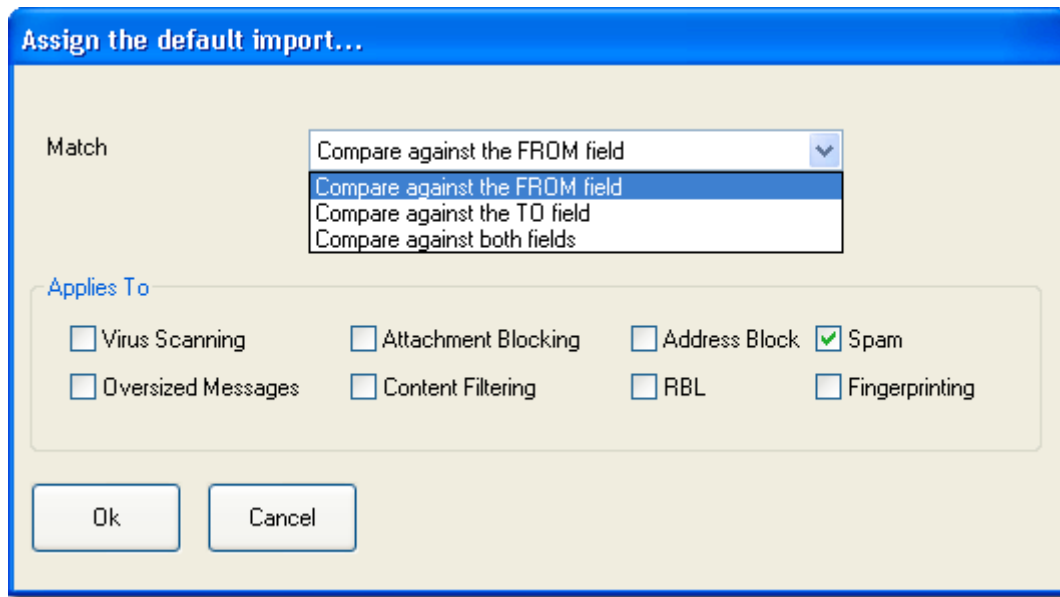 Assign the default import...
Match
Compare against the FROM field
Compare against the FROM field
Compare against the TO field
Compare against both fields
Applies To
Virus Scanning Attachment Blocking Address Block Spam
Oversized Messages Content Filtering RBL Fingerprinting
Ok Cancel